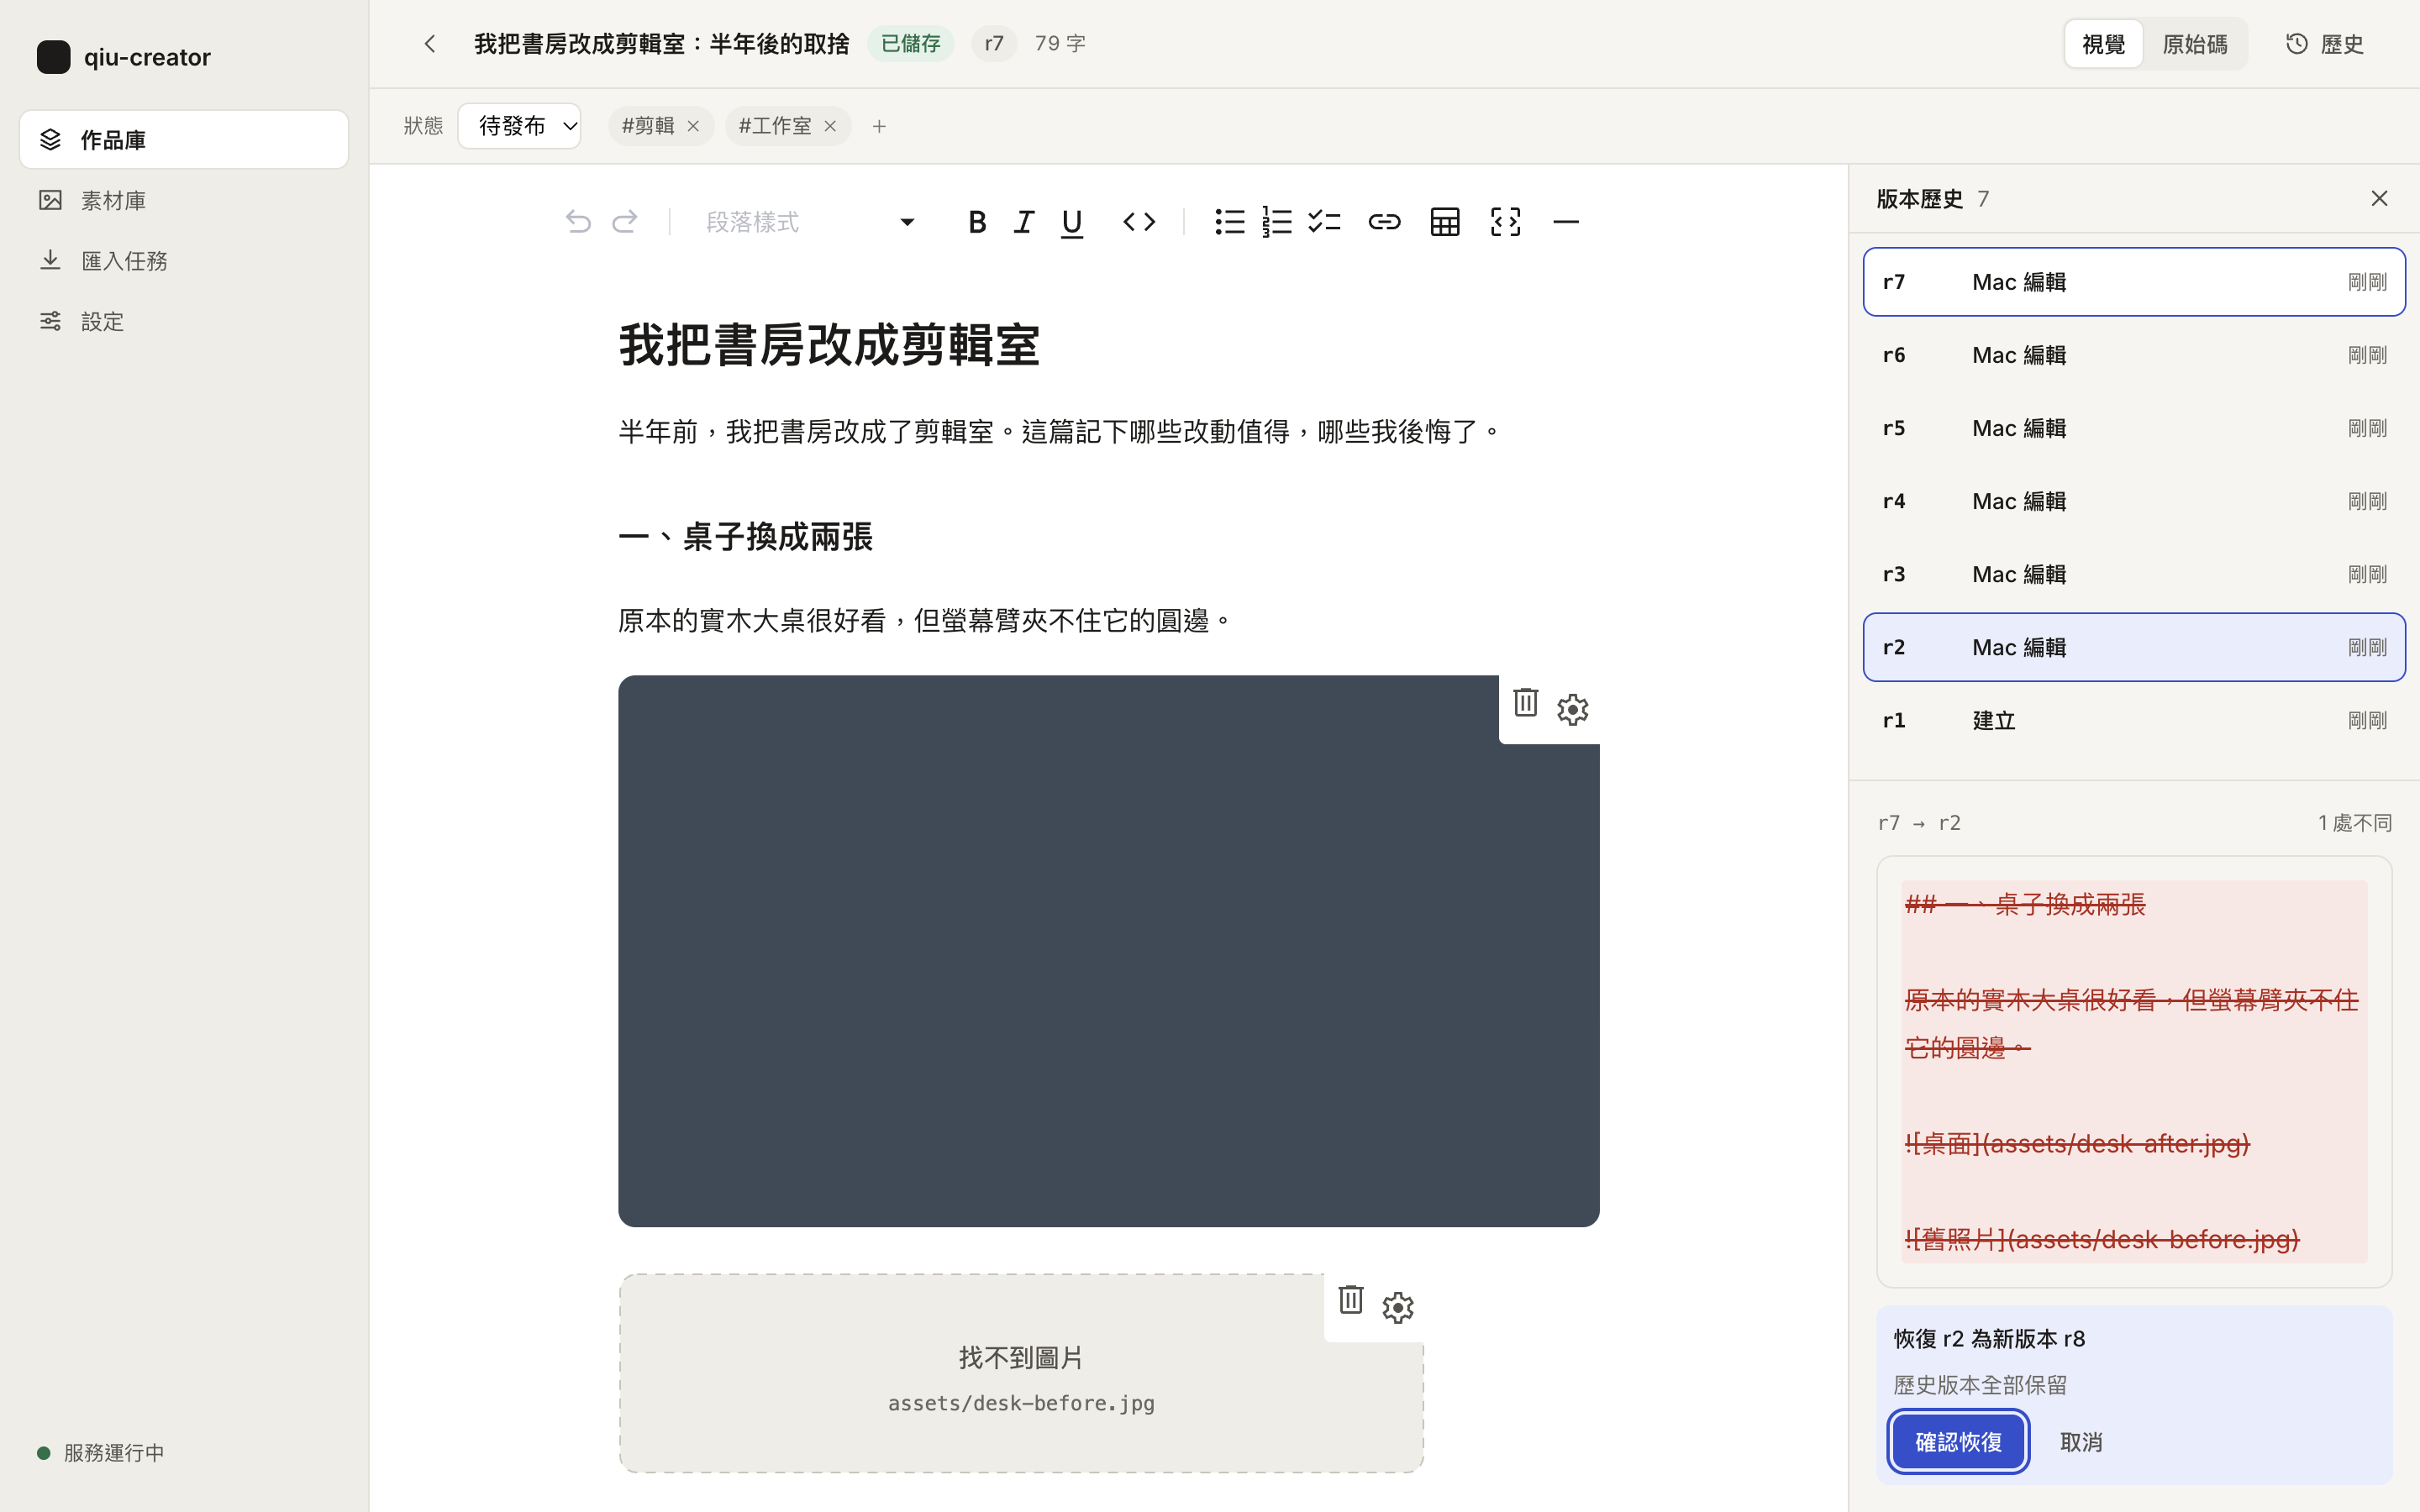 qiu-creator
作品庫
素材庫
匯入任務
設定
服務運行中
我把書房改成剪輯室：半年後的取捨
已儲存
r7
79 字
視覺
原始碼
歷史
狀態
待發布
#剪輯
#工作室
段落樣式
我把書房改成剪輯室
半年前，我把書房改成了剪輯室。這篇記下哪些改動值得，哪些我後悔了。
一、桌子換成兩張
原本的實木大桌很好看，但螢幕臂夾不住它的圓邊。
找不到圖片
assets/desk-before.jpg
版本歷史 7
r7 Mac 編輯 剛剛
r6 Mac 編輯 剛剛
r5 Mac 編輯 剛剛
r4 Mac 編輯 剛剛
r3 Mac 編輯 剛剛
r2 Mac 編輯 剛剛
r1 建立 剛剛
r7 → r2 1 處不同
## 一、桌子換成兩張
原本的實木大桌很好看，但螢幕臂夾不住
它的圓邊。
![桌面](assets/desk-after.jpg)
![舊照片](assets/desk-before.jpg)
恢復 r2 為新版本 r8
歷史版本全部保留
確認恢復
取消